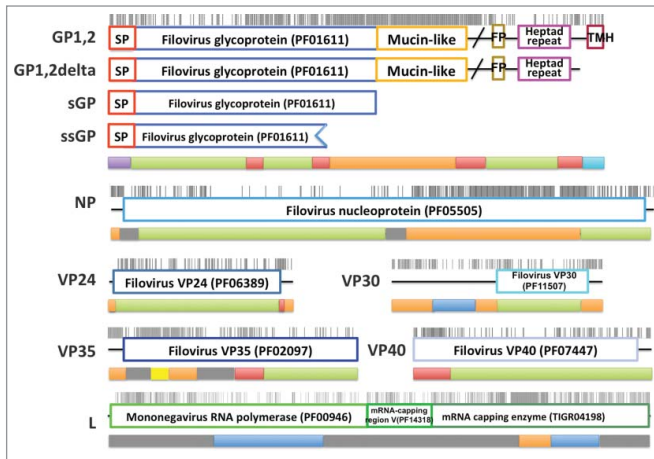 GP1,2 SP Filovirus glycoprotein (PF01611) Mucin-like FP Heptad repeat TMH
GP1,2delta SP Filovirus glycoprotein (PF01611) Mucin-like FP Heptad repeat
sGP SP Filovirus glycoprotein (PF01611)
ssGP SP Filovirus glycoprotein (PF01611)
NP Filovirus nucleoprotein (PF05505)
VP24 Filovirus VP24 (PF06389)
VP30 Filovirus VP30 (PF11507)
VP35 Filovirus VP35 (PF02097)
VP40 Filovirus VP40 (PF07447)
L Mononegavirus RNA polymerase (PF00946) mRNA-capping region V(PF14318) mRNA capping enzyme (TIGR04198)